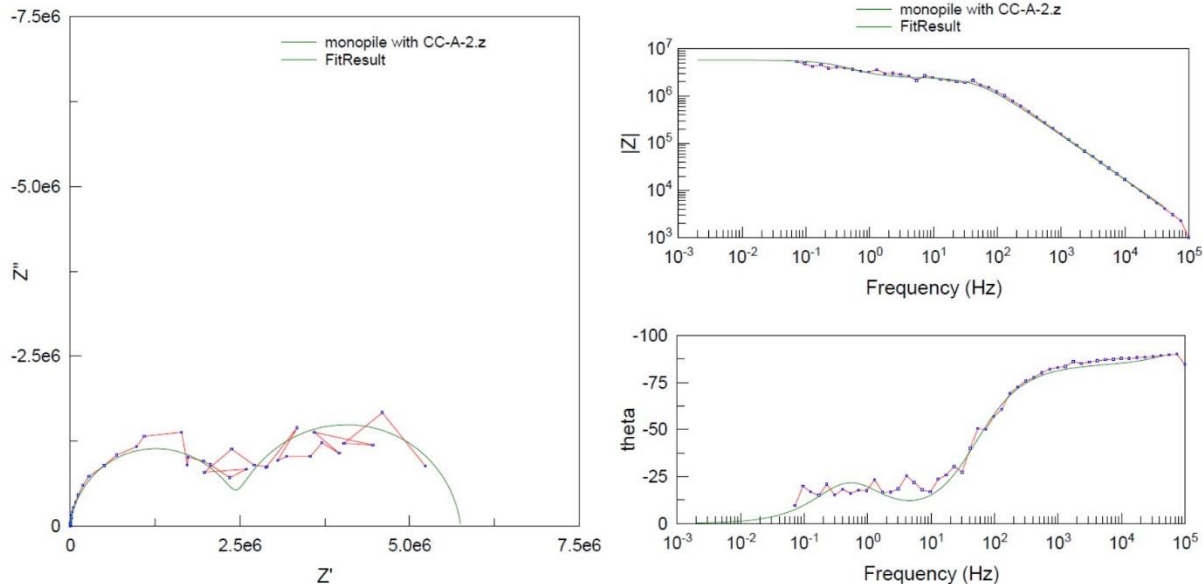 -7.5e6
monopile with CC-A-2.z
FitResult
-5.0e6
Z''
-2.5e6
0
0 2.5e6 5.0e6 7.5e6
Z'
monopile with CC-A-2.z
FitResult
10^7
10^6
|Z|
10^5
10^4
10^3
10^-3 10^-2 10^-1 10^0 10^1 10^2 10^3 10^4 10^5
Frequency (Hz)
-100
-75
theta
-50
-25
0
10^-3 10^-2 10^-1 10^0 10^1 10^2 10^3 10^4 10^5
Frequency (Hz)